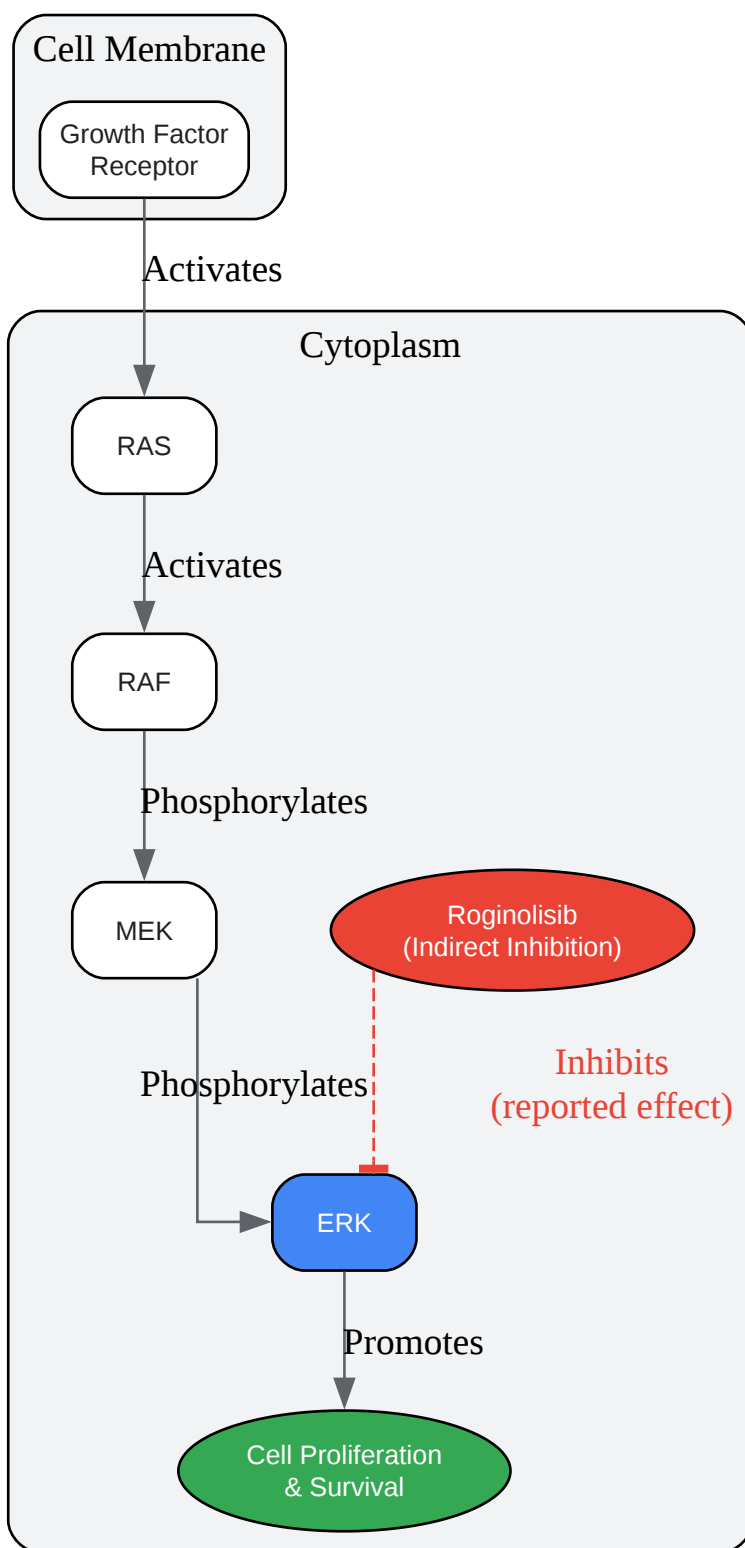 Cell Membrane
Growth Factor
Receptor
Activates
Cytoplasm
RAS
Activates
RAF
Phosphorylates
MEK
Roginolisib
(Indirect Inhibition)
Phosphorylates
Inhibits
(reported effect)
ERK
Promotes
Cell Proliferation
& Survival